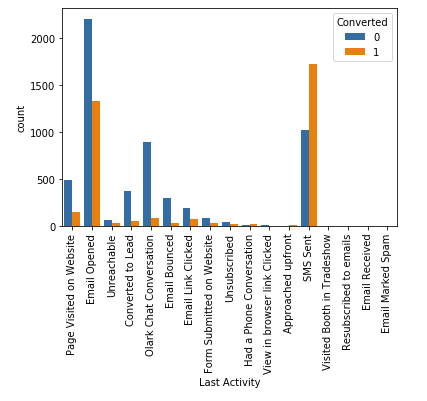 Converted
0
1
2000
1500
1000
500
0
count
Page Visited on Website
Email Opened
Unreachable
Converted to Lead
Olark Chat Conversation
Email Bounced
Email Link Clicked
Form Submitted on Website
Unsubscribed
Had a Phone Conversation
View in browser link Clicked
Approached upfront
SMS Sent
Visited Booth in Tradeshow
Resubscribed to emails
Email Received
Email Marked Spam
Last Activity